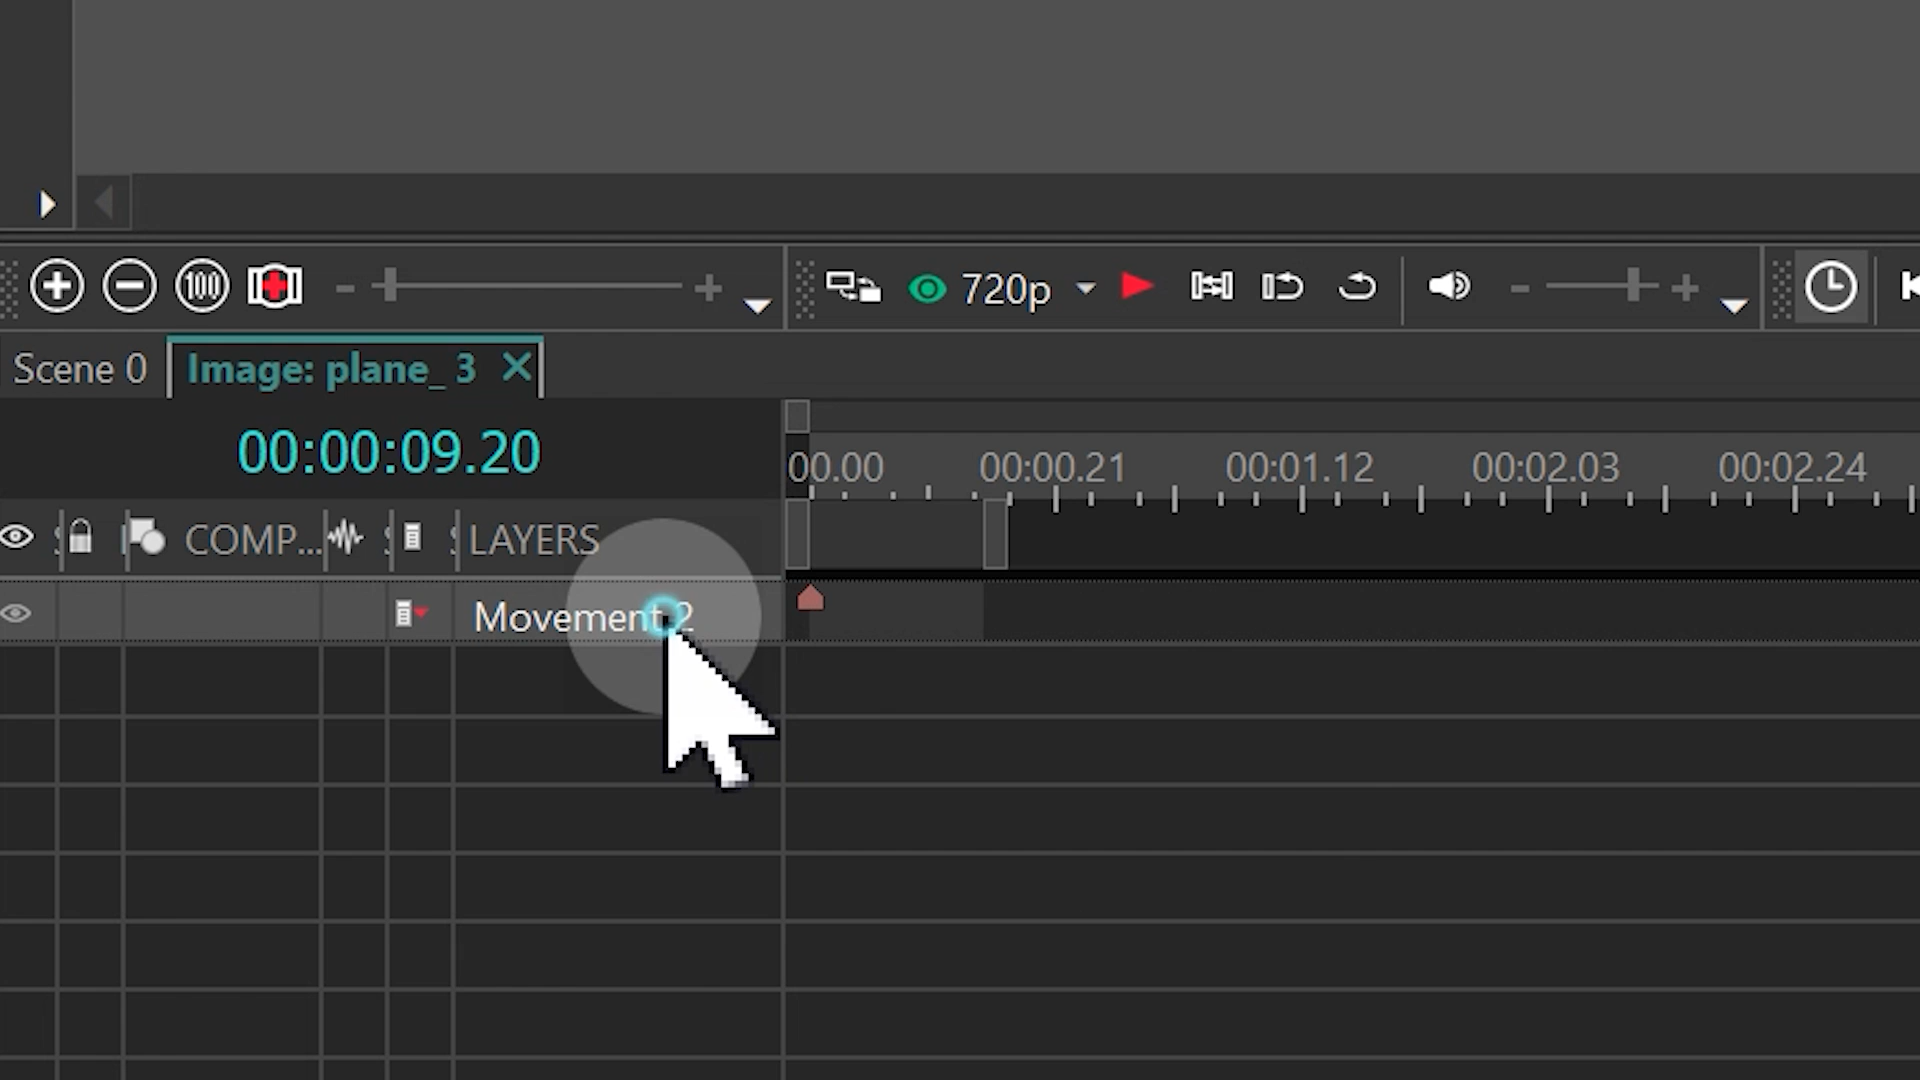 100
720p
Scene 0
Image: plane_ 3
00:00:09.20
00.00
00:00.21
00:01.12
00:02.03
00:02.24
COMP...
LAYERS
Movement 2